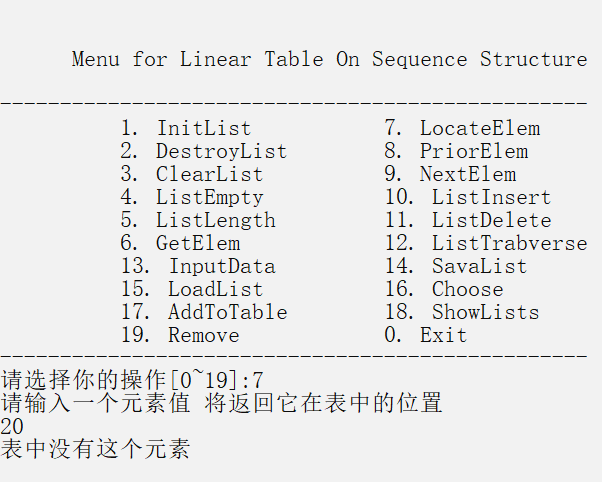 Menu for Linear Table On Sequence Structure
-------------------------------------------------
1. InitList 7. LocateElem
2. DestroyList 8. PriorElem
3. ClearList 9. NextElem
4. ListEmpty 10. ListInsert
5. ListLength 11. ListDelete
6. GetElem 12. ListTrabverse
13. InputData 14. SavaList
15. LoadList 16. Choose
17. AddToTable 18. ShowLists
19. Remove 0. Exit
-------------------------------------------------
请选择你的操作[0~19]:7
请输入一个元素值 将返回它在表中的位置
20
表中没有这个元素